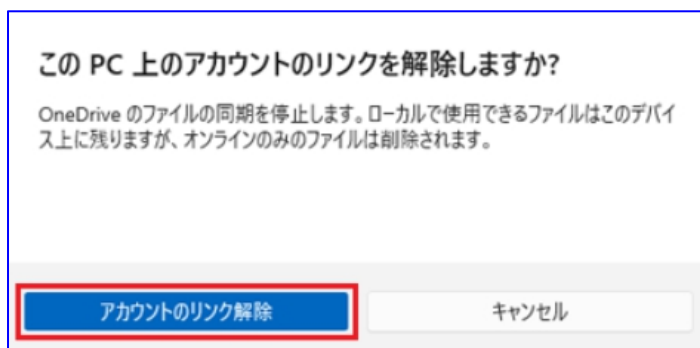 この PC 上のアカウントのリンクを解除しますか?
OneDrive のファイルの同期を停止します。ローカルで使用できるファイルはこのデバイ
ス上に残りますが、オンラインのみのファイルは削除されます。
アカウントのリンク解除
キャンセル